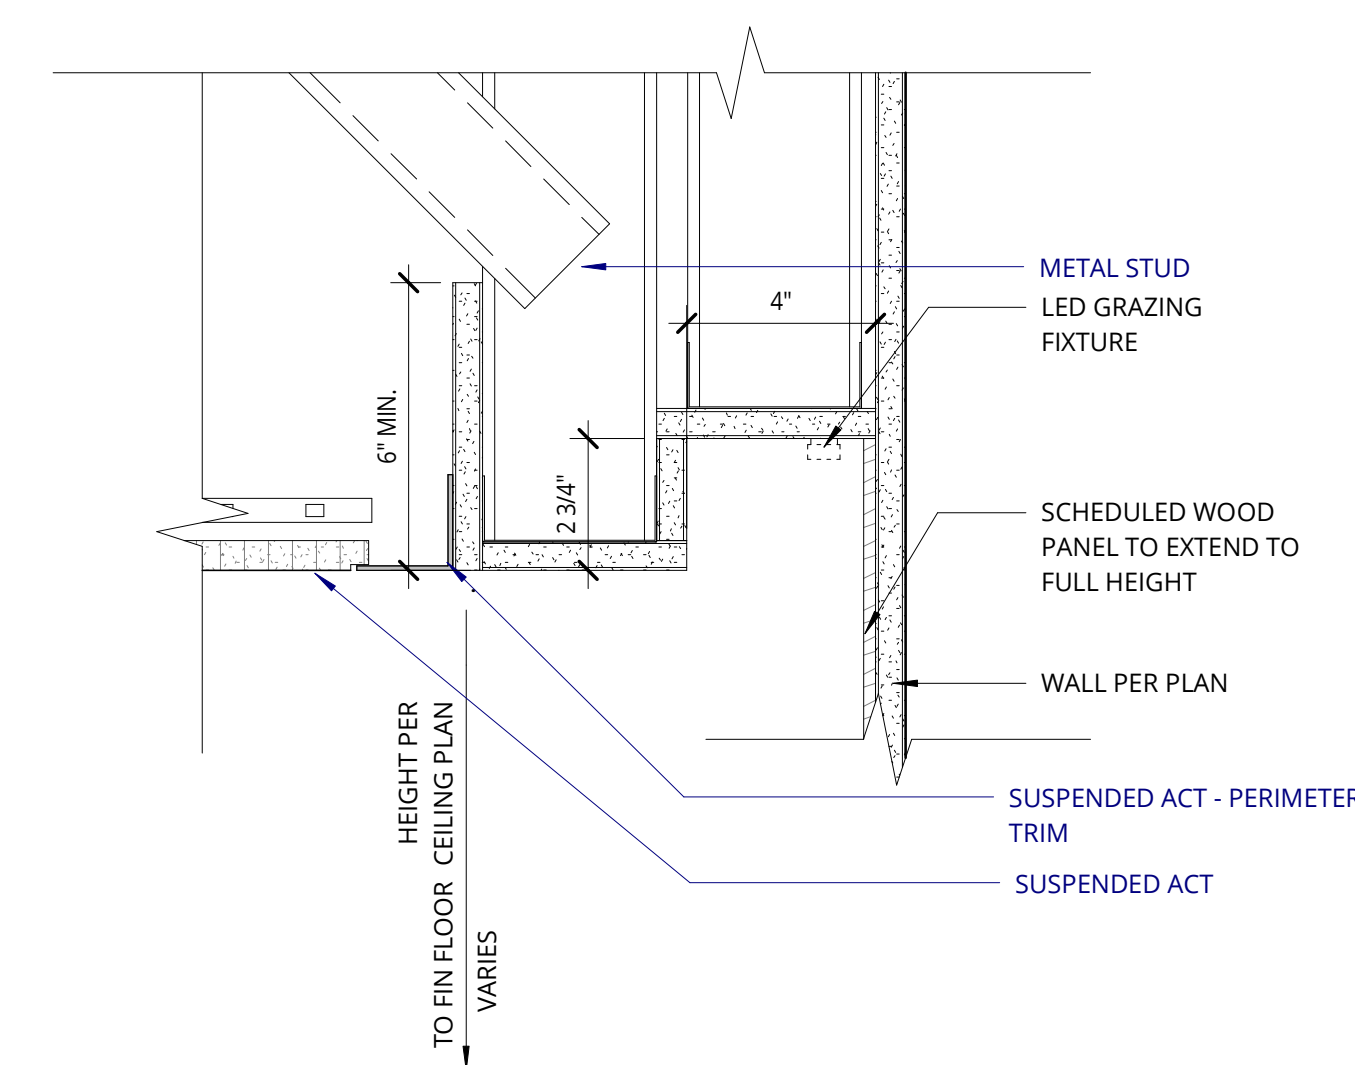 METAL STUD
LED GRAZING
FIXTURE
4"
6" MIN.
2 3/4"
SCHEDULED WOOD
PANEL TO EXTEND TO
FULL HEIGHT
WALL PER PLAN
HEIGHT PER
CEILING PLAN
TO FIN FLOOR
VARIES
SUSPENDED ACT - PERIMETER
TRIM
SUSPENDED ACT